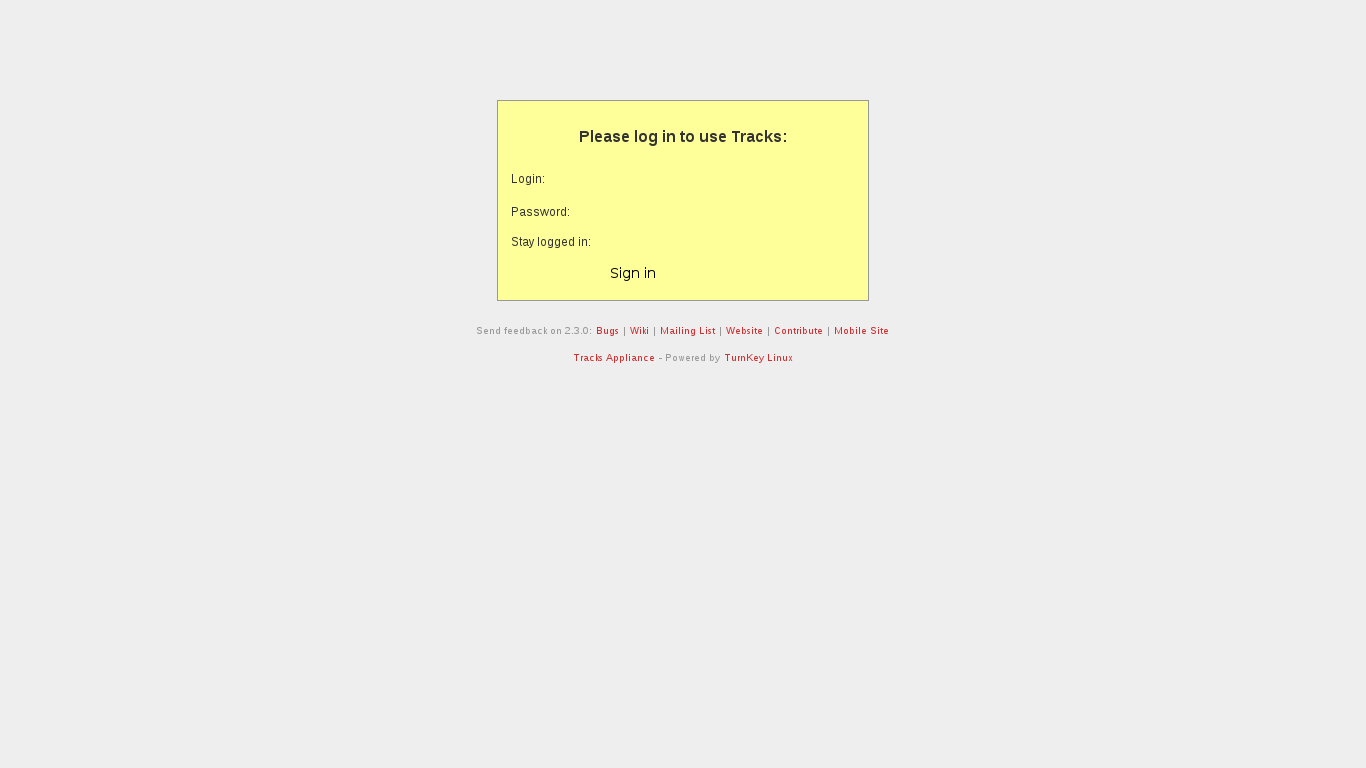 Please log in to use Tracks:
Login:
Password:
Stay logged in:
Sign in
Send feedback on 2.3.0: Bugs | Wiki | Mailing List | Website | Contribute | Mobile Site
Tracks Appliance - Powered by TurnKey Linux